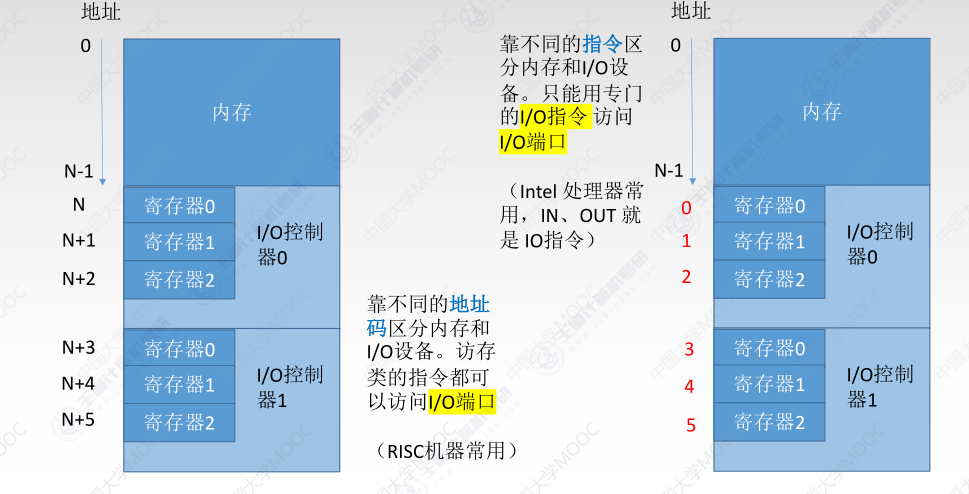 地址
0
内存
N-1
N
寄存器0
N+1
寄存器1
N+2
寄存器2
I/O控制
器0
N+3
寄存器0
N+4
寄存器1
N+5
寄存器2
I/O控制
器1
靠不同的地址
码区分内存和
I/O设备。访存
类的指令都可
以访问I/O端口
（RISC机器常用）
靠不同的指令区
分内存和I/O设
备。只能用专门
的I/O指令 访问
I/O端口
（Intel 处理器常
用，IN、OUT 就
是 IO指令）
地址
0
内存
N-1
0
寄存器0
1
寄存器1
2
寄存器2
I/O控制
器0
3
寄存器0
4
寄存器1
5
寄存器2
I/O控制
器1